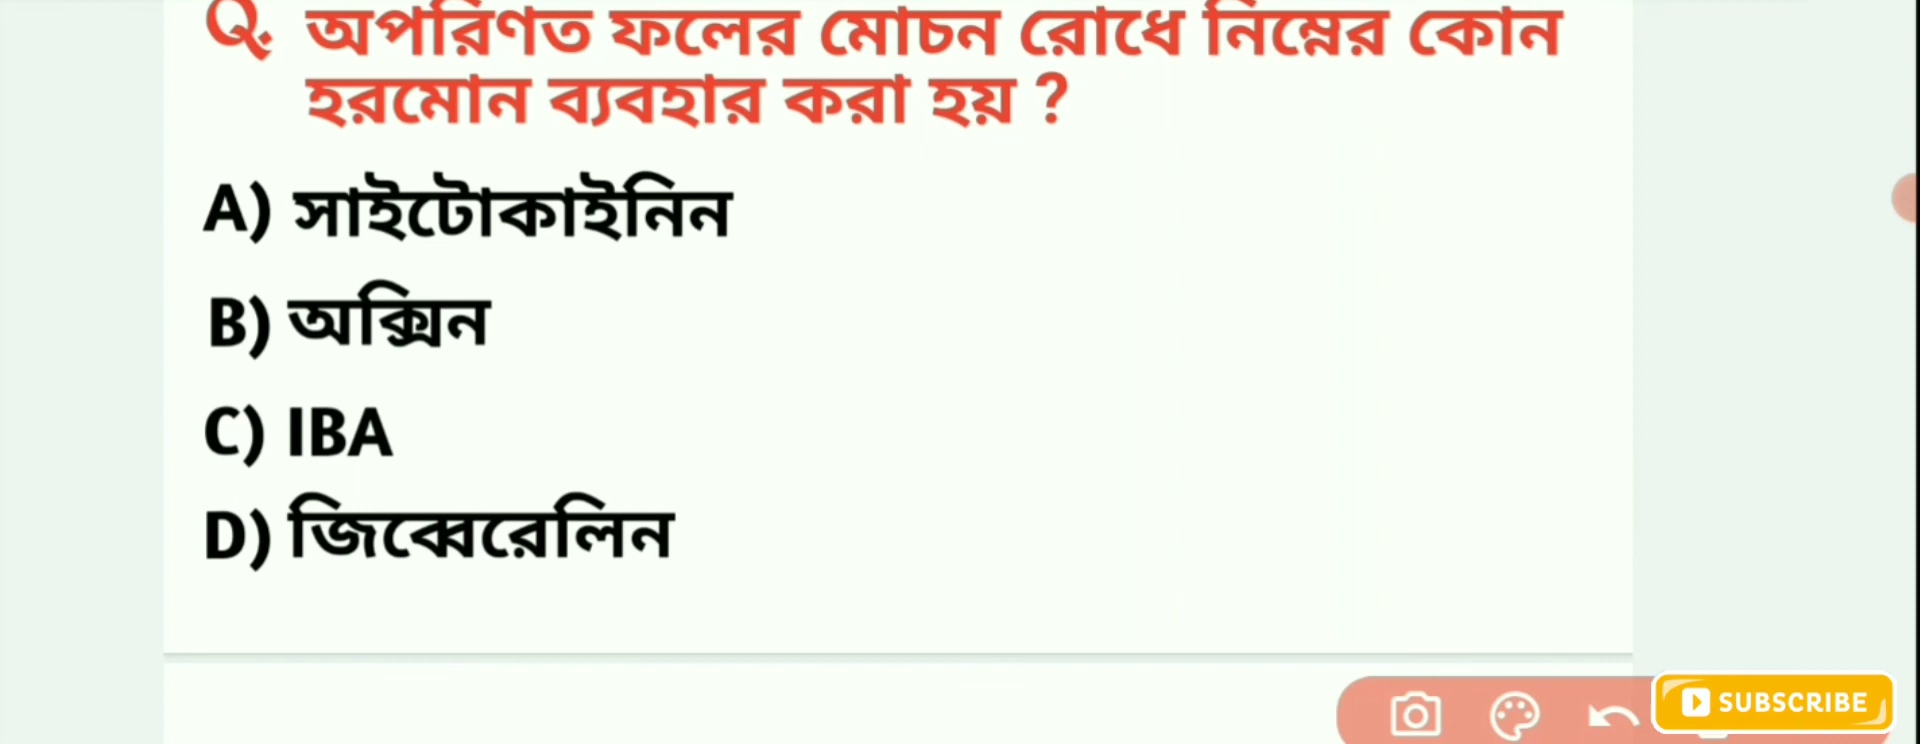 Q. অপরিণত ফলের মোচন রোধে নিম্নের কোন
হরমোন ব্যবহার করা হয় ?
A) সাইটোকাইনিন
B) অক্সিন
C) IBA
D) জিব্বেরেলিন
SUBSCRIBE